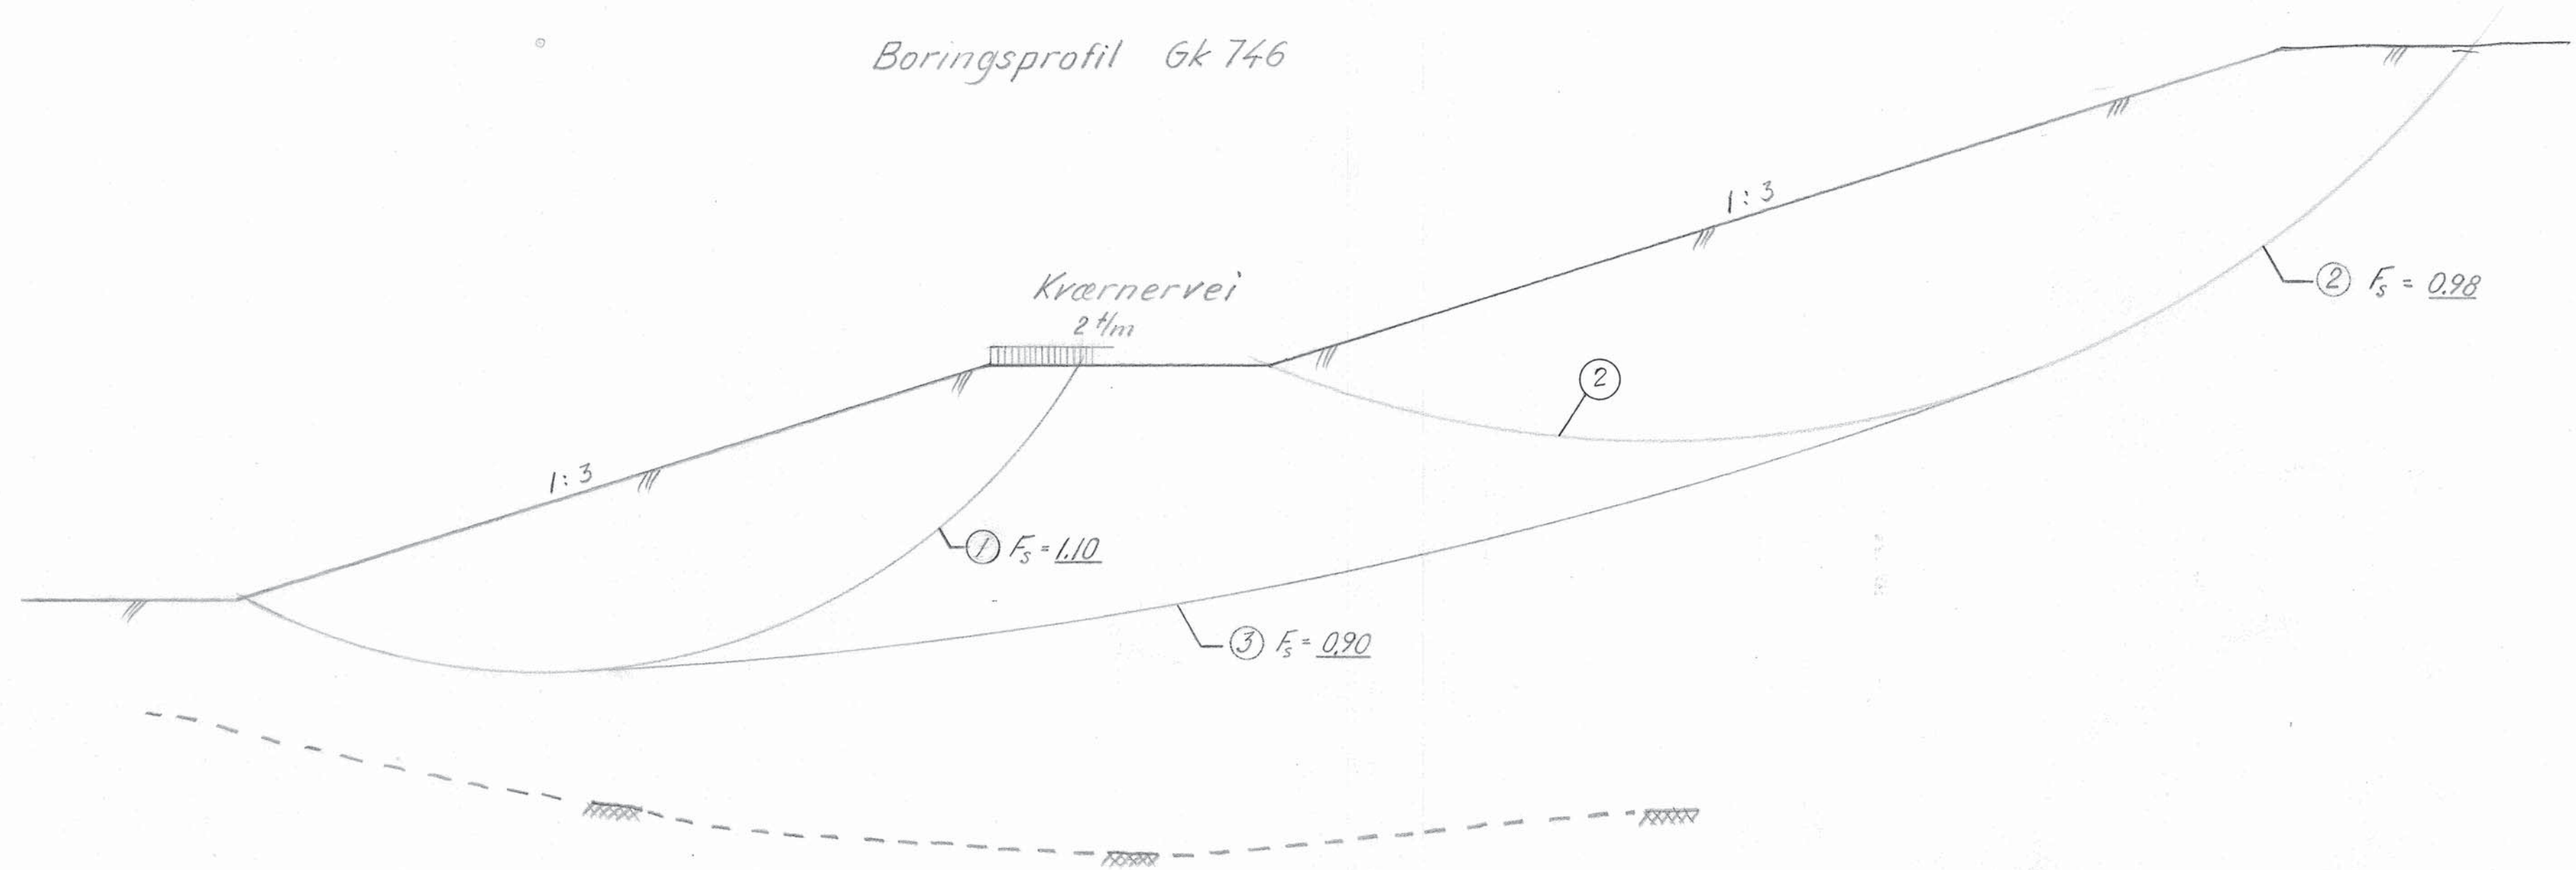 Boringsprofil Gk 746
1:3
② Fs = 0.98
Kværnervei
2 t/m
②
1:3
① Fs = 1.10
③ Fs = 0.90